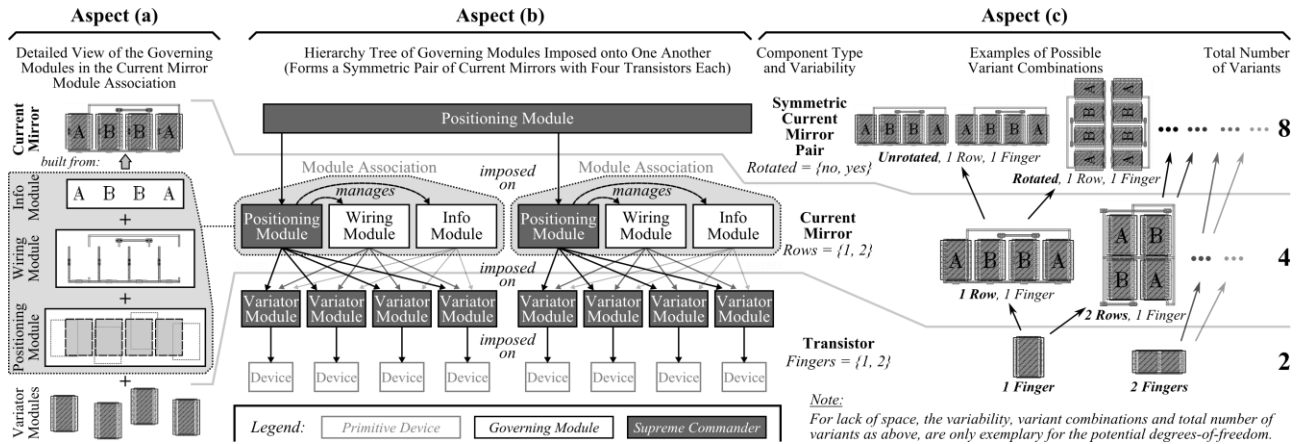 Aspect (a)
Detailed View of the Governing
Modules in the Current Mirror
Module Association
Current
Mirror
A B B A
built from:
Info
Module
A B B A
+
Wiring
Module
+
Positioning
Module
+
Variator
Modules
Aspect (b)
Hierarchy Tree of Governing Modules Imposed onto One Another
(Forms a Symmetric Pair of Current Mirrors with Four Transistors Each)
Positioning Module
Module Association
imposed
on
Module Association
manages
manages
Positioning
Module
Wiring
Module
Info
Module
Positioning
Module
Wiring
Module
Info
Module
imposed
on
Variator
Module
Variator
Module
Variator
Module
Variator
Module
Variator
Module
Variator
Module
Variator
Module
Variator
Module
imposed
on
Device
Device
Device
Device
Device
Device
Device
Device
Legend:
Primitive Device
Governing Module
Supreme Commander
Aspect (c)
Component Type
and Variability
Examples of Possible
Variant Combinations
Total Number
of Variants
Symmetric
Current
Mirror
Pair
Rotated = {no, yes}
A B B A
A B B A
Unrotated, 1 Row, 1 Finger
A A
B B
B B
A A
Rotated, 1 Row, 1 Finger
8
Current
Mirror
Rows = {1, 2}
A B B A
1 Row, 1 Finger
A B
B A
2 Rows, 1 Finger
4
Transistor
Fingers = {1, 2}
1 Finger
2 Fingers
2
Note:
For lack of space, the variability, variant combinations and total number of
variants as above, are only exemplary for the potential degrees-of-freedom.